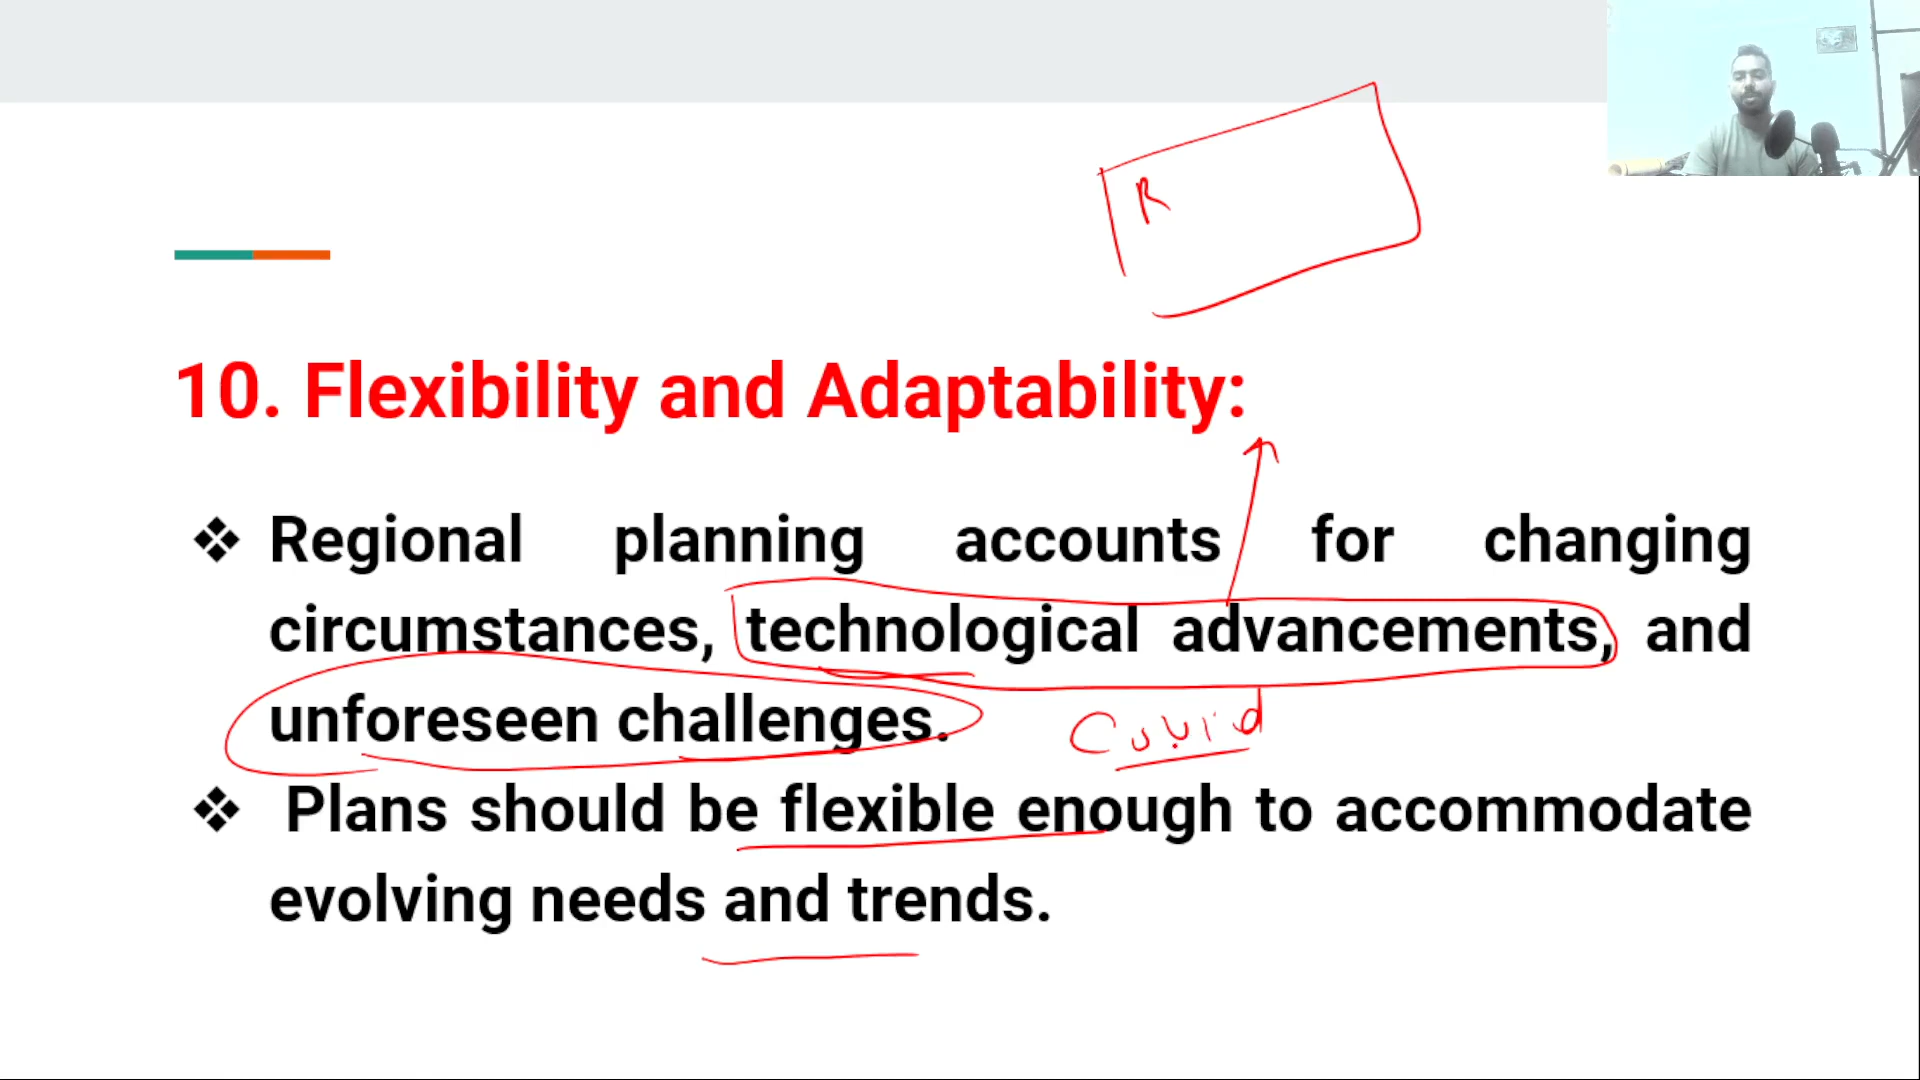 R
10. Flexibility and Adaptability:
❖ Regional planning accounts for changing
circumstances, technological advancements, and
unforeseen challenges.
Covid
❖ Plans should be flexible enough to accommodate
evolving needs and trends.